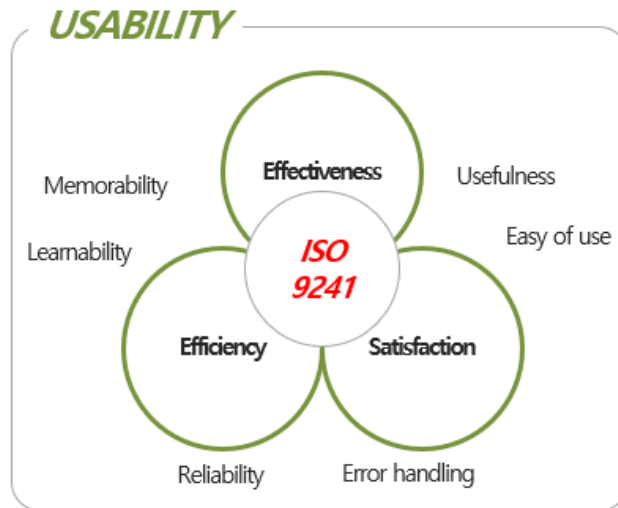 USABILITY
Effectiveness
Memorability
Usefulness
Learnability
Easy of use
ISO
9241
Efficiency
Satisfaction
Reliability
Error handling